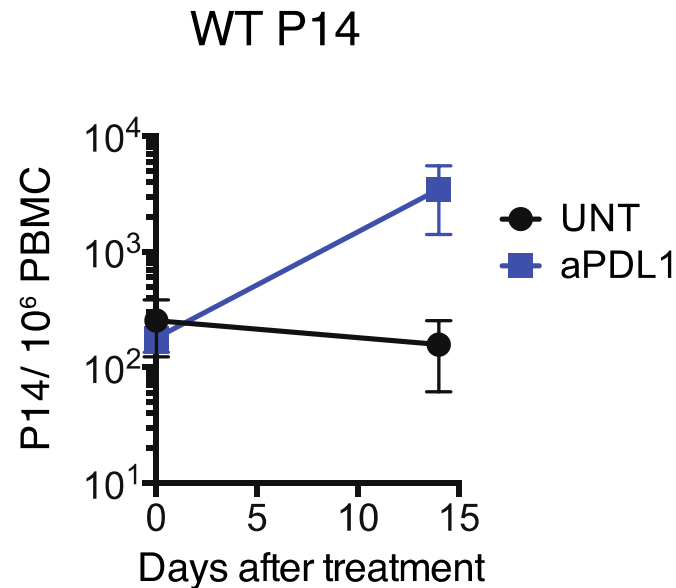 WT P14
P14/ 10⁶ PBMC
10⁴
10³
10²
10¹
0 5 10 15
Days after treatment
UNT
aPDL1